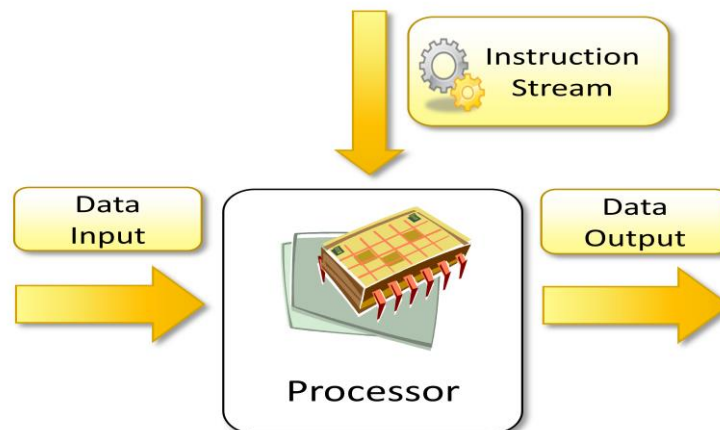 Instruction
Stream
Data
Input
Data
Output
Processor